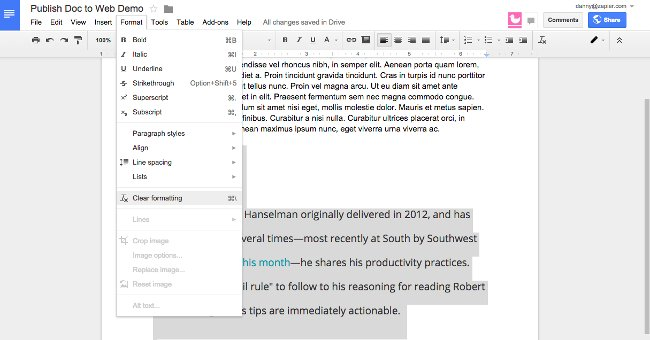 Publish Doc to Web Demo
danny@zapier.com
File Edit View Insert Format Tools Table Add-ons Help All changes saved in Drive
Comments Share
100%
Bold ⌘B
Italic ⌘I
Underline ⌘U
Strikethrough Option+Shift+5
Superscript ⌘.
Subscript ⌘,
Paragraph styles
Align
Line spacing
Lists
Clear formatting ⌘\
Lines
Crop image
Image options...
Replace image...
Reset image
Alt text...
endisse vel rhoncus nibh, in semper elit. Aenean porta quam lorem,
diet a. Proin tincidunt gravida tincidunt. Cras in turpis id nunc porttitor
t tellus nunc. Proin vel magna arcu. Ut eu diam sit amet ante
et in elit. Praesent fermentum sem nec magna commodo congue.
dum sit amet nisi eget, mollis molestie dolor. Mauris et metus sapien.
finibus. Curabitur a nisi nulla. Curabitur ultrices placerat orci, in
nean maximus ipsum nunc, eget viverra urna viverra ac.
Hanselman originally delivered in 2012, and has
veral times—most recently at South by Southwest
his month—he shares his productivity practices.
il rule" to follow to his reasoning for reading Robert
s tips are immediately actionable.